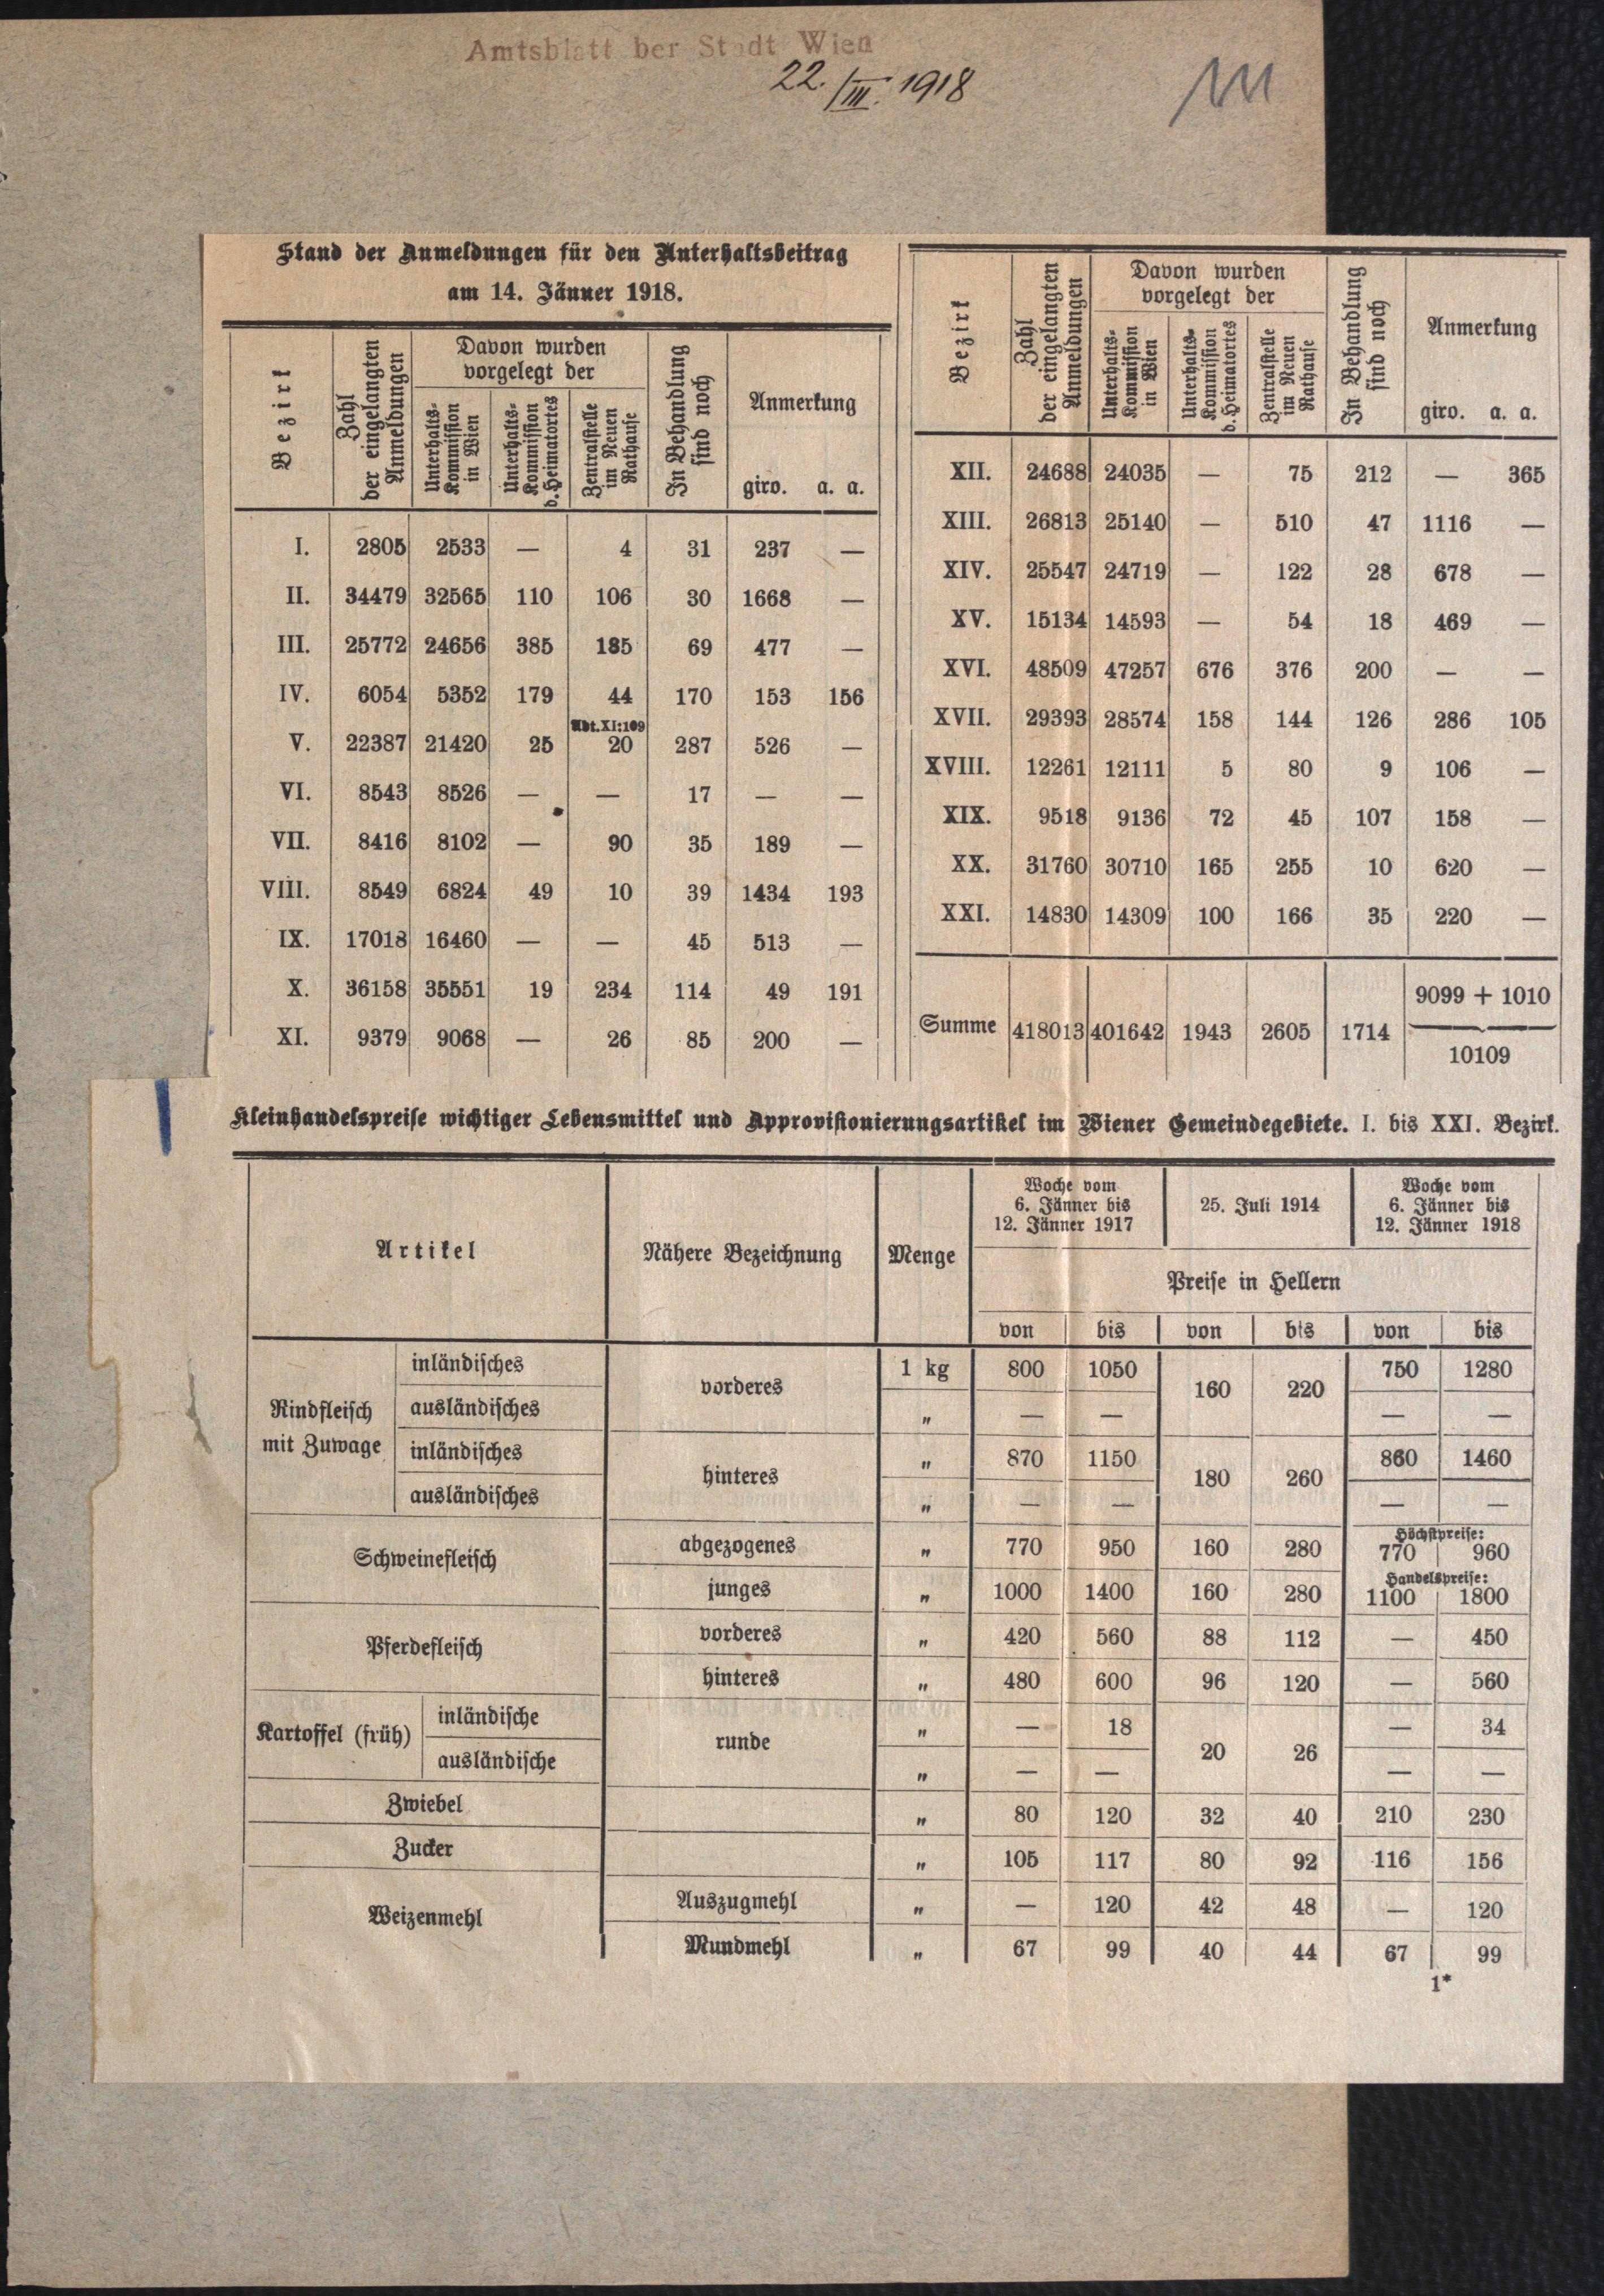 Amtsblatt der Stadt Wien
22./III. 1918
Stand der Anmeldungen für den Unterhaltsbeitrag
am 14. Jänner 1918.
Bezirk | Zahl der eingelangten Anmeldungen | Davon wurden vorgelegt der | In Behandlung sind noch | Anmerkung
Unterhalts-Kommission in Wien | Unterhalts-Kommission d. Heimatortes | Zentralstelle im Neuen Rathause | giro. a. a.
I. 2805 2533 — 4 31 237 —
II. 34479 32565 110 106 30 1668 —
III. 25772 24656 385 185 69 477 —
IV. 6054 5352 179 44 170 153 156
Abt.XI:109
V. 22387 21420 25 20 287 526 —
VI. 8543 8526 — — 17 — —
VII. 8416 8102 — 90 35 189 —
VIII. 8549 6824 49 10 39 1434 193
IX. 17018 16460 — — 45 513 —
X. 36158 35551 19 234 114 49 191
XI. 9379 9068 — 26 85 200 —
Bezirk | Zahl der eingelangten Anmeldungen | Davon wurden vorgelegt der | In Behandlung sind noch | Anmerkung
Unterhalts-Kommission in Wien | Unterhalts-Kommission d. Heimatortes | Zentralstelle im Neuen Rathause | giro. a. a.
XII. 24688 24035 — 75 212 — 365
XIII. 26813 25140 — 510 47 1116 —
XIV. 25547 24719 — 122 28 678 —
XV. 15134 14593 — 54 18 469 —
XVI. 48509 47257 676 376 200 — —
XVII. 29393 28574 158 144 126 286 105
XVIII. 12261 12111 5 80 9 106 —
XIX. 9518 9136 72 45 107 158 —
XX. 31760 30710 165 255 10 620 —
XXI. 14830 14309 100 166 35 220 —
9099 + 1010
Summe 418013 401642 1943 2605 1714
10109
Kleinhandelspreise wichtiger Lebensmittel und Approvisionierungsartikel im Wiener Gemeindegebiete. I. bis XXI. Bezirk.
Artikel | Nähere Bezeichnung | Menge | Woche vom 6. Jänner bis 12. Jänner 1917 | 25. Juli 1914 | Woche vom 6. Jänner bis 12. Jänner 1918
Preise in Hellern
von bis von bis von bis
Rindfleisch mit Zuwage
inländisches vorderes 1 kg 800 1050 160 220 750 1280
ausländisches „ — — — —
inländisches hinteres „ 870 1150 180 260 860 1460
ausländisches „ — — — —
Höchstpreise:
Schweinefleisch abgezogenes „ 770 950 160 280 770 960
Handelspreise:
junges „ 1000 1400 160 280 1100 1800
Pferdefleisch vorderes „ 420 560 88 112 — 450
hinteres „ 480 600 96 120 — 560
Kartoffel (früh) inländische runde „ — 18 20 26 — 34
ausländische „ — — — —
Zwiebel „ 80 120 32 40 210 230
Zucker „ 105 117 80 92 116 156
Weizenmehl Auszugmehl „ — 120 42 48 — 120
Mundmehl „ 67 99 40 44 67 99
1*